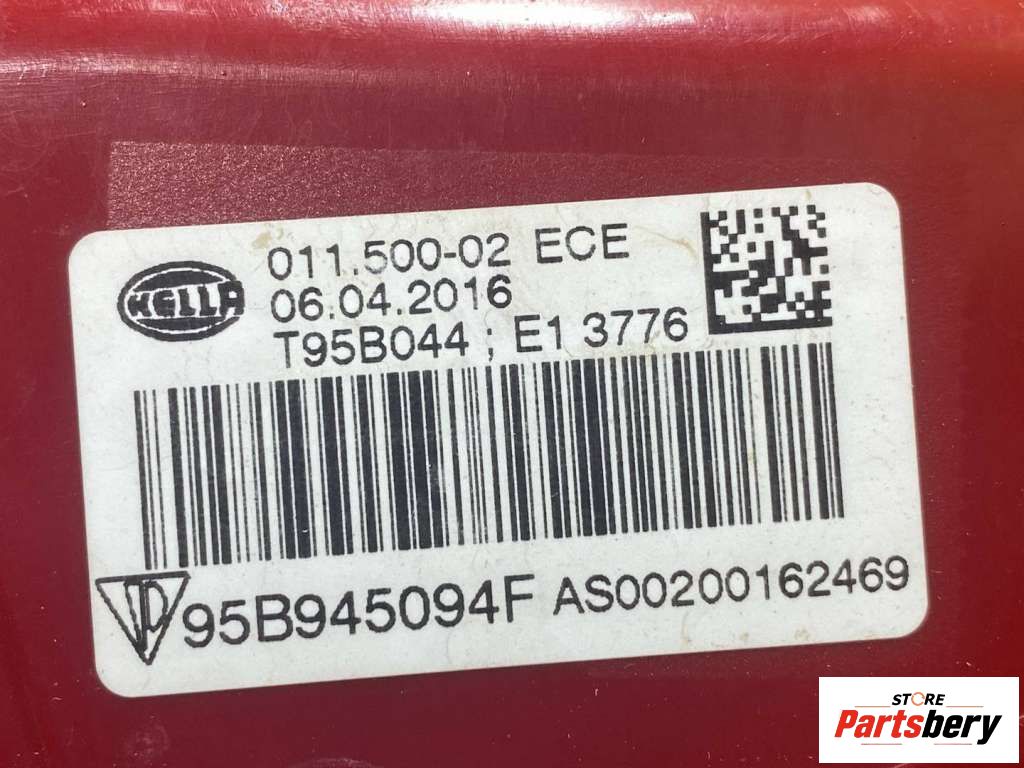 HELLA
011.500-02 ECE
06.04.2016
T95B044 ; E1 3776
95B945094F AS00200162469
STORE
Partsbery